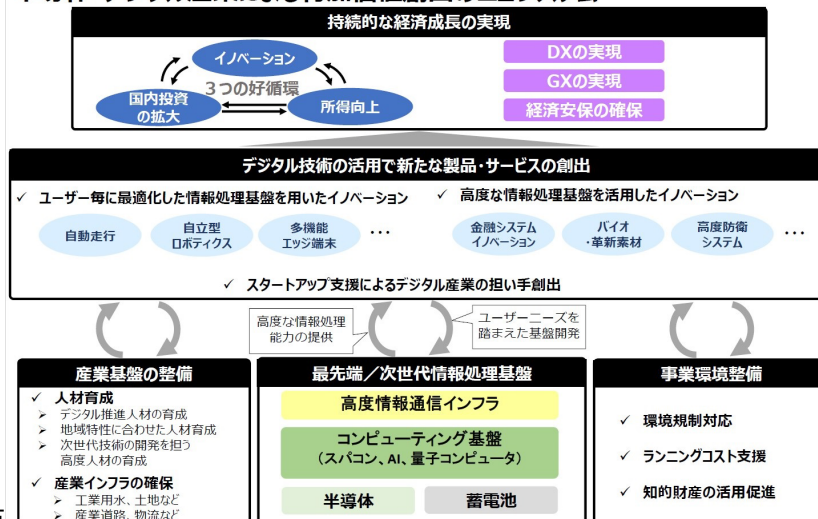 持続的な経済成長の実現
イノベーション
3つの好循環
国内投資
の拡大
所得向上
DXの実現
GXの実現
経済安保の確保
デジタル技術の活用で新たな製品・サービスの創出
✓ ユーザー毎に最適化した情報処理基盤を用いたイノベーション
✓ 高度な情報処理基盤を活用したイノベーション
自動走行
自立型
ロボティクス
多機能
エッジ端末
…
金融システム
イノベーション
バイオ
・革新素材
高度防衛
システム
…
✓ スタートアップ支援によるデジタル産業の担い手創出
高度な情報処理
能力の提供
ユーザーニーズを
踏まえた基盤開発
産業基盤の整備
✓ 人材育成
➢ デジタル推進人材の育成
➢ 地域特性に合わせた人材育成
➢ 次世代技術の開発を担う
高度人材の育成
✓ 産業インフラの確保
➢ 工業用水、土地など
➢ 産業道路、物流など
最先端/次世代情報処理基盤
高度情報通信インフラ
コンピューティング基盤
(スパコン、AI、量子コンピュータ)
半導体
蓄電池
事業環境整備
✓ 環境規制対応
✓ ランニングコスト支援
✓ 知的財産の活用促進